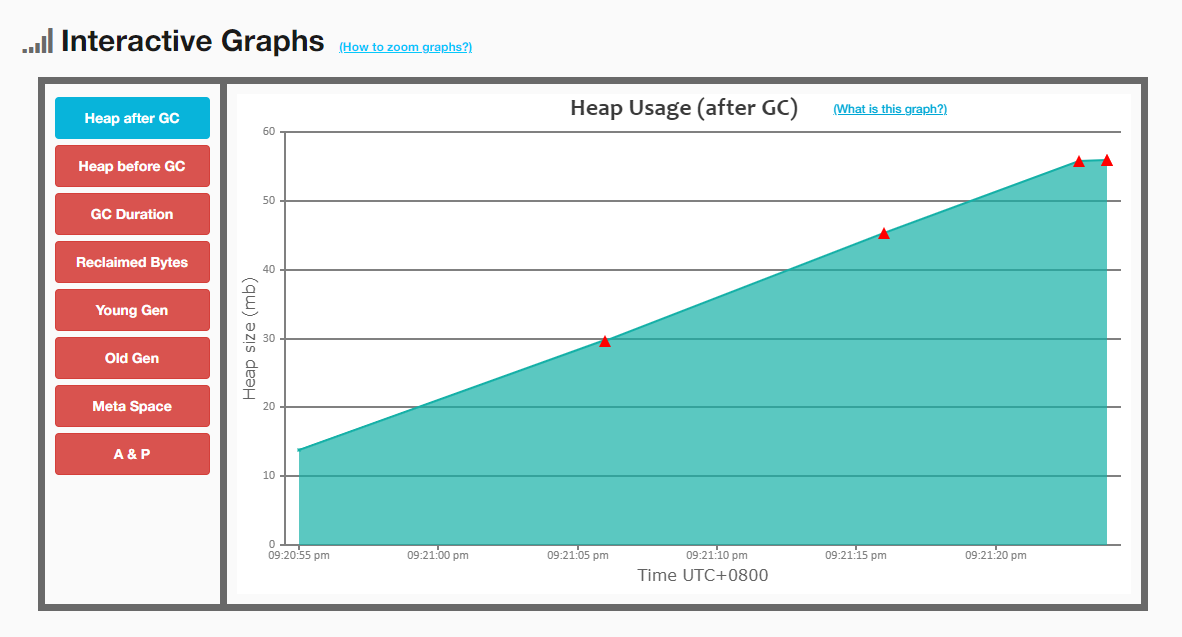 Interactive Graphs (How to zoom graphs?)
Heap after GC
Heap before GC
GC Duration
Reclaimed Bytes
Young Gen
Old Gen
Meta Space
A & P
Heap Usage (after GC) (What is this graph?)
Heap size (mb)
60
50
40
30
20
10
0
09:20:55 pm 09:21:00 pm 09:21:05 pm 09:21:10 pm 09:21:15 pm 09:21:20 pm
Time UTC+0800